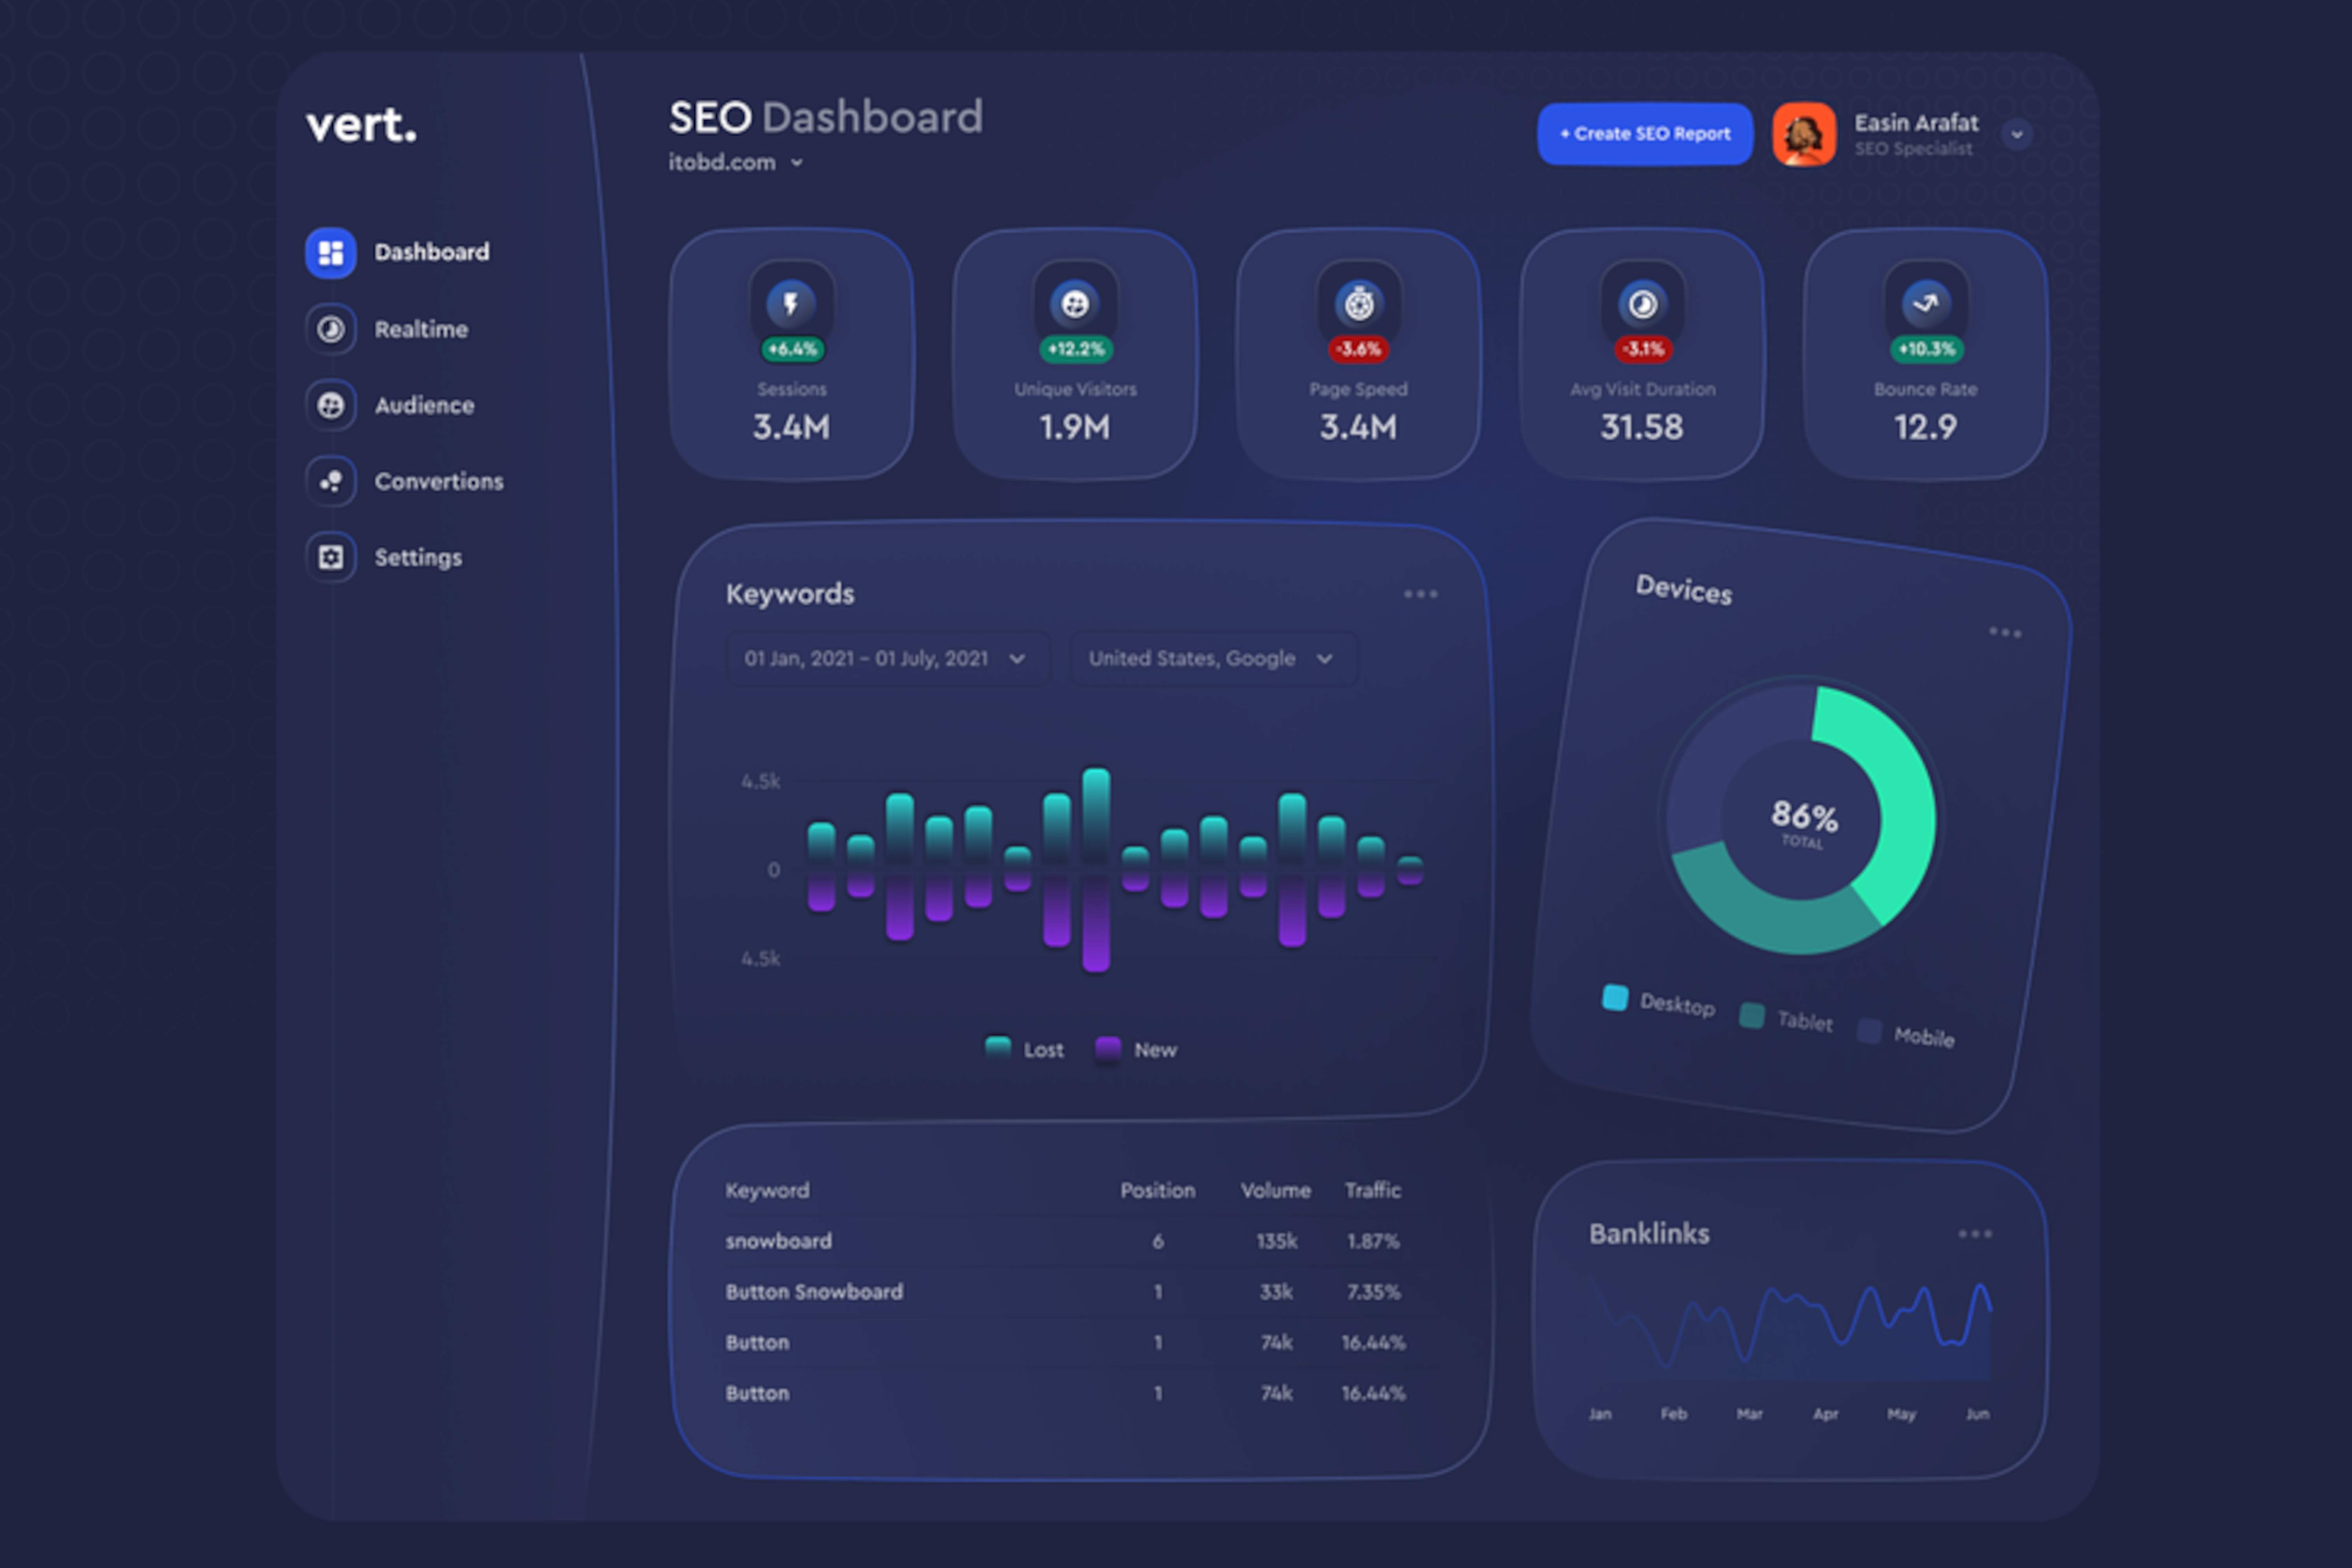 vert.
Dashboard
Realtime
Audience
Convertions
Settings
SEO Dashboard
itobd.com
+ Create SEO Report
Easin Arafat
SEO Specialist
+6.4%
Sessions
3.4M
+12.2%
Unique Visitors
1.9M
-3.6%
Page Speed
3.4M
-3.1%
Avg Visit Duration
31.58
+10.3%
Bounce Rate
12.9
Keywords
01 Jan, 2021 - 01 July, 2021
United States, Google
4.5k
0
4.5k
Lost
New
Devices
86%
TOTAL
Desktop
Tablet
Mobile
Keyword Position Volume Traffic
snowboard 6 135k 1.87%
Button Snowboard 1 33k 7.35%
Button 1 74k 16.44%
Button 1 74k 16.44%
Banklinks
Jan Feb Mar Apr May Jun